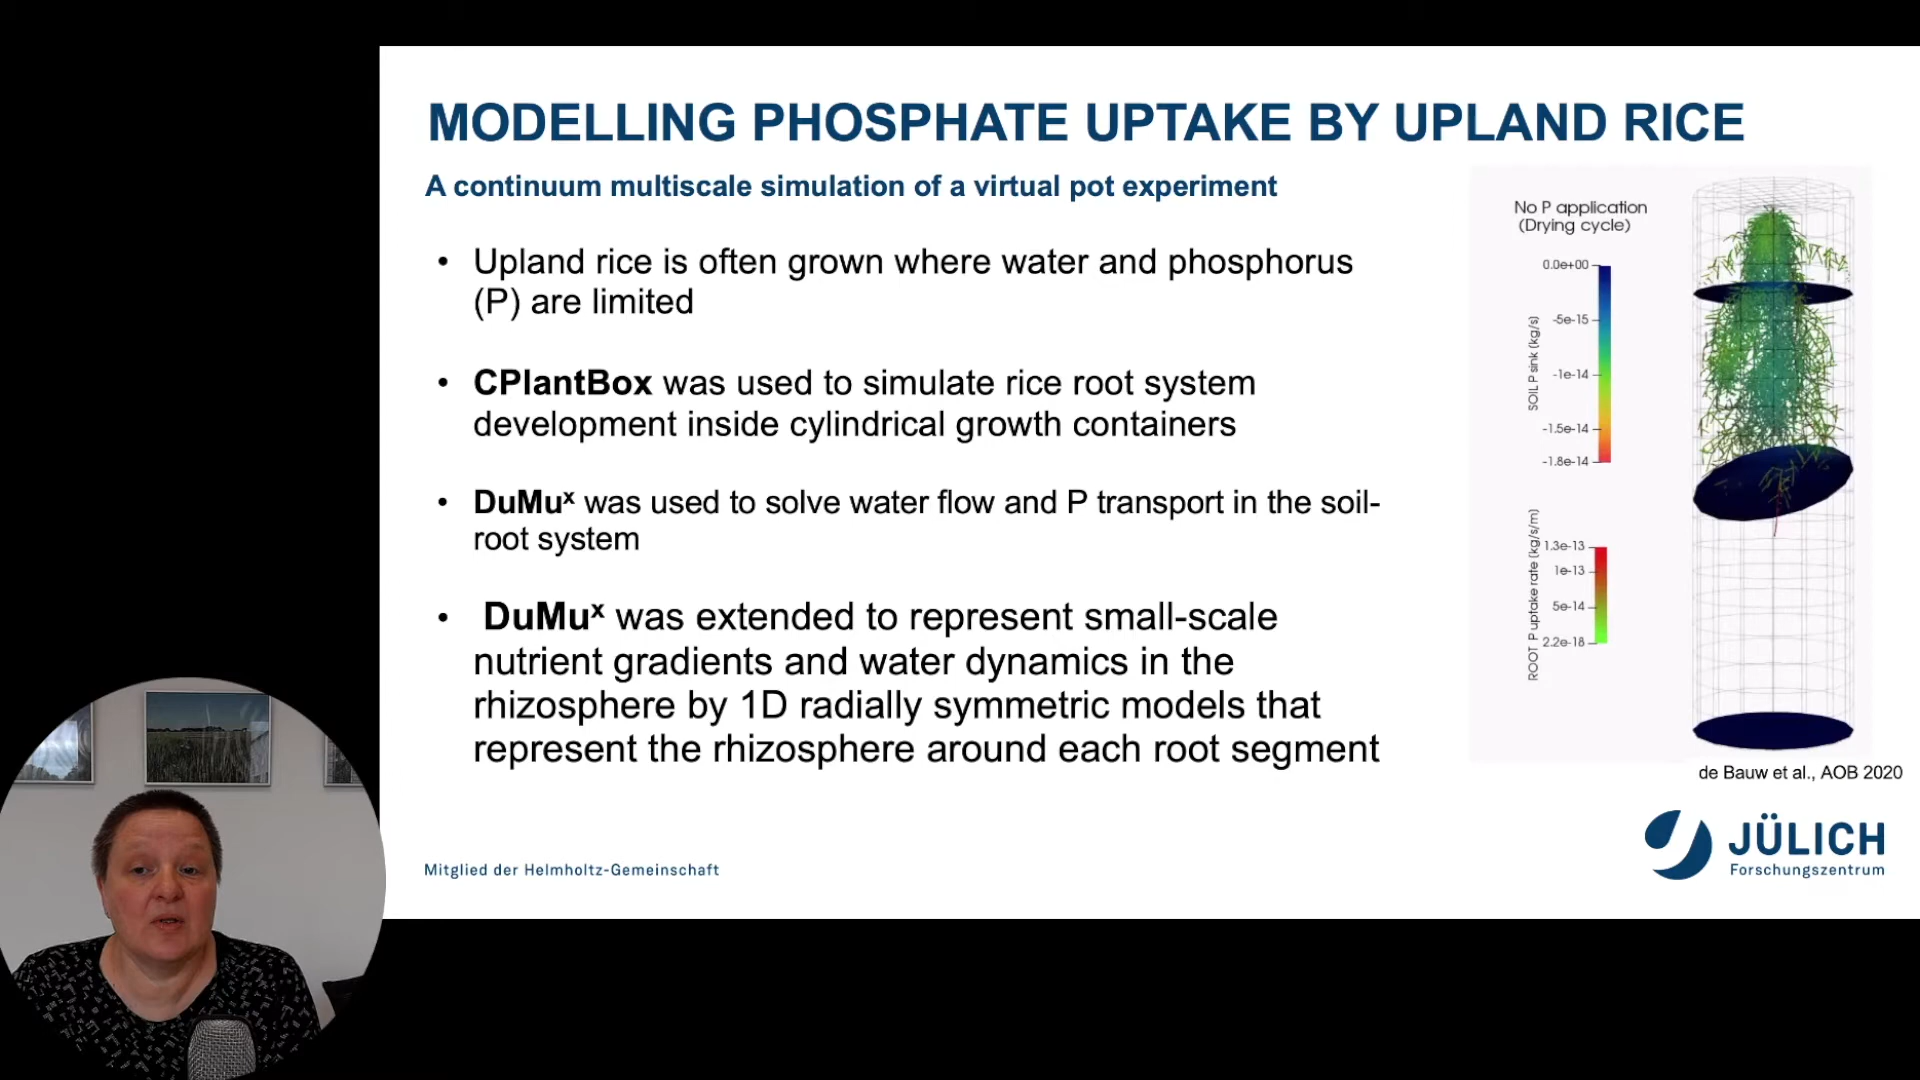 MODELLING PHOSPHATE UPTAKE BY UPLAND RICE
A continuum multiscale simulation of a virtual pot experiment
• Upland rice is often grown where water and phosphorus
(P) are limited
• CPlantBox was used to simulate rice root system
development inside cylindrical growth containers
• DuMuˣ was used to solve water flow and P transport in the soil-
root system
• DuMuˣ was extended to represent small-scale
nutrient gradients and water dynamics in the
rhizosphere by 1D radially symmetric models that
represent the rhizosphere around each root segment
No P application
(Drying cycle)
SOIL P sink (kg/s)
0.0e+00
-5e-15
-1e-14
-1.5e-14
-1.8e-14
ROOT P uptake rate (kg/s/m)
1.3e-13
1e-13
5e-14
2.2e-18
de Bauw et al., AOB 2020
Mitglied der Helmholtz-Gemeinschaft
JÜLICH
Forschungszentrum